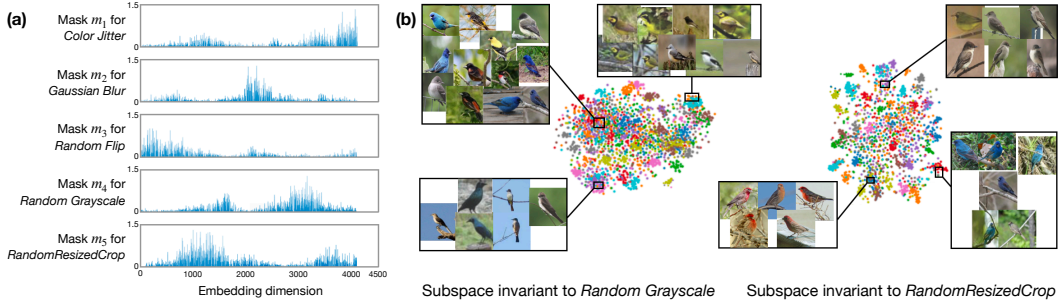 (a)
Mask m₁ for
Color Jitter
1.5
0
Mask m₂ for
Gaussian Blur
1.5
0
Mask m₃ for
Random Flip
1.5
0
Mask m₄ for
Random Grayscale
1.5
0
Mask m₅ for
RandomResizedCrop
1.5
0
0 1000 2000 3000 4000 4500
Embedding dimension
(b)
Subspace invariant to Random Grayscale
Subspace invariant to RandomResizedCrop